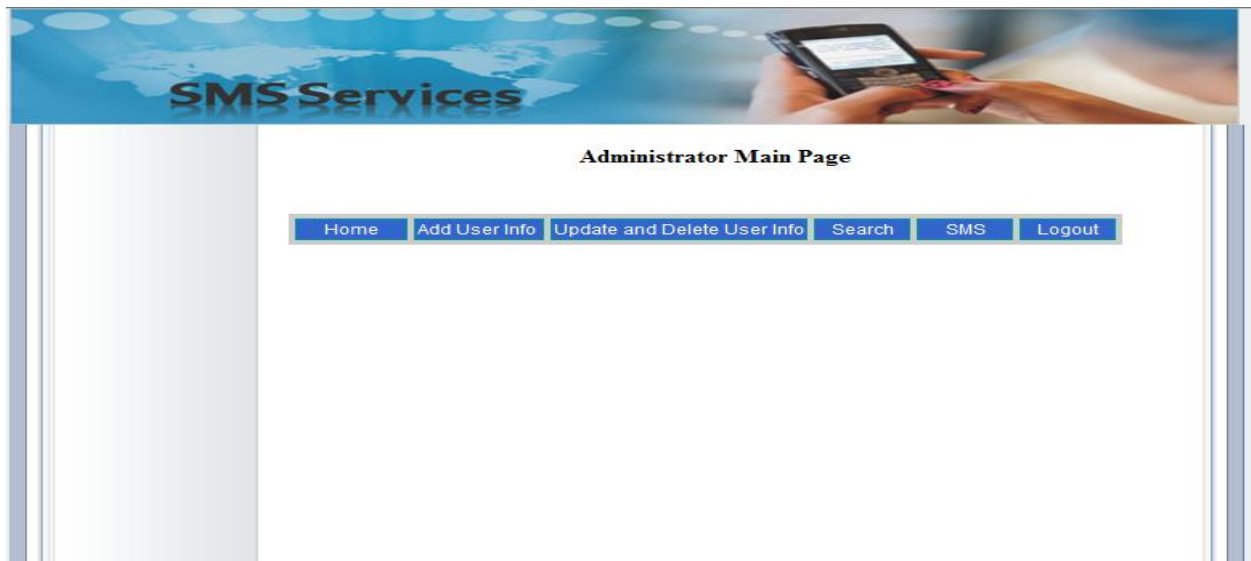 SMS Services
Administrator Main Page
Home Add User Info Update and Delete User Info Search SMS Logout